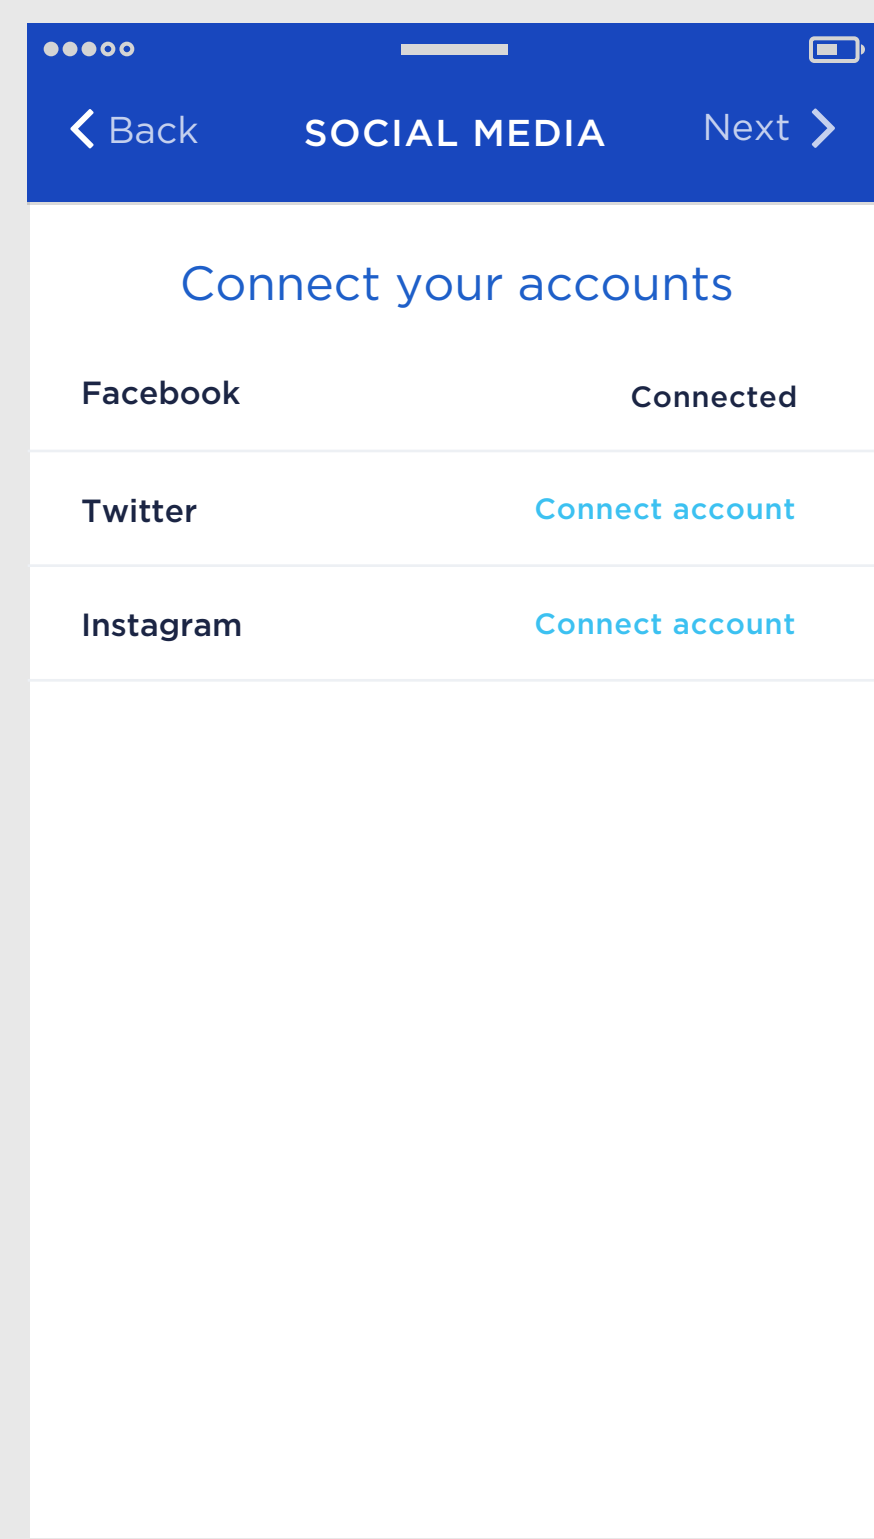 Back SOCIAL MEDIA Next
Connect your accounts
Facebook Connected
Twitter Connect account
Instagram Connect account